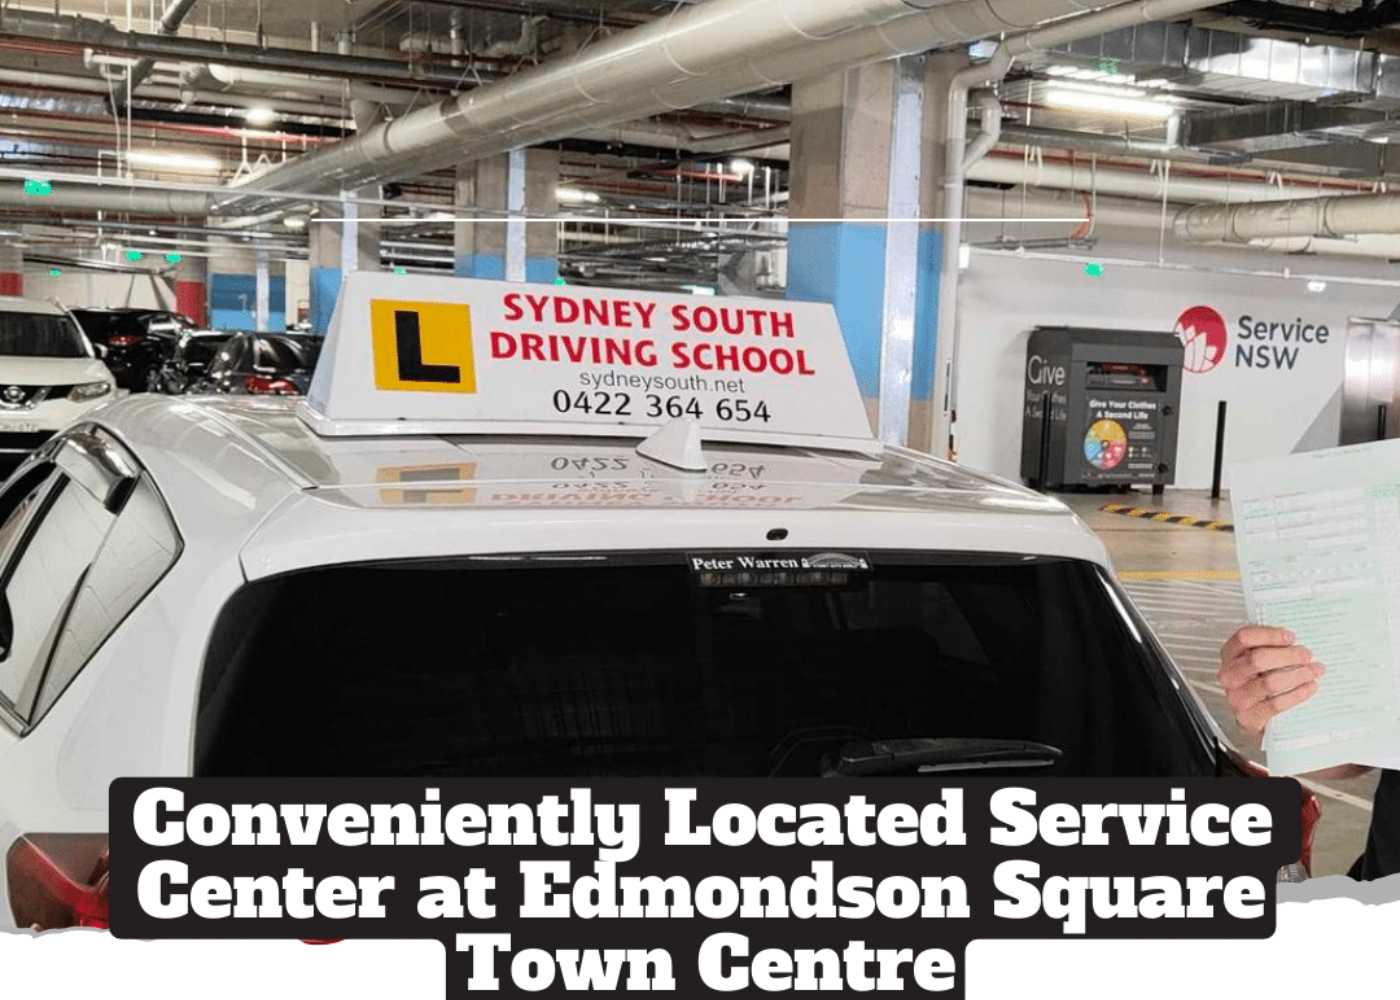 L
SYDNEY SOUTH
DRIVING SCHOOL
sydneysouth.net
0422 364 654
Service
NSW
Give
Give Your Clothes
A Second Life
Peter Warren
Conveniently Located Service
Center at Edmondson Square
Town Centre